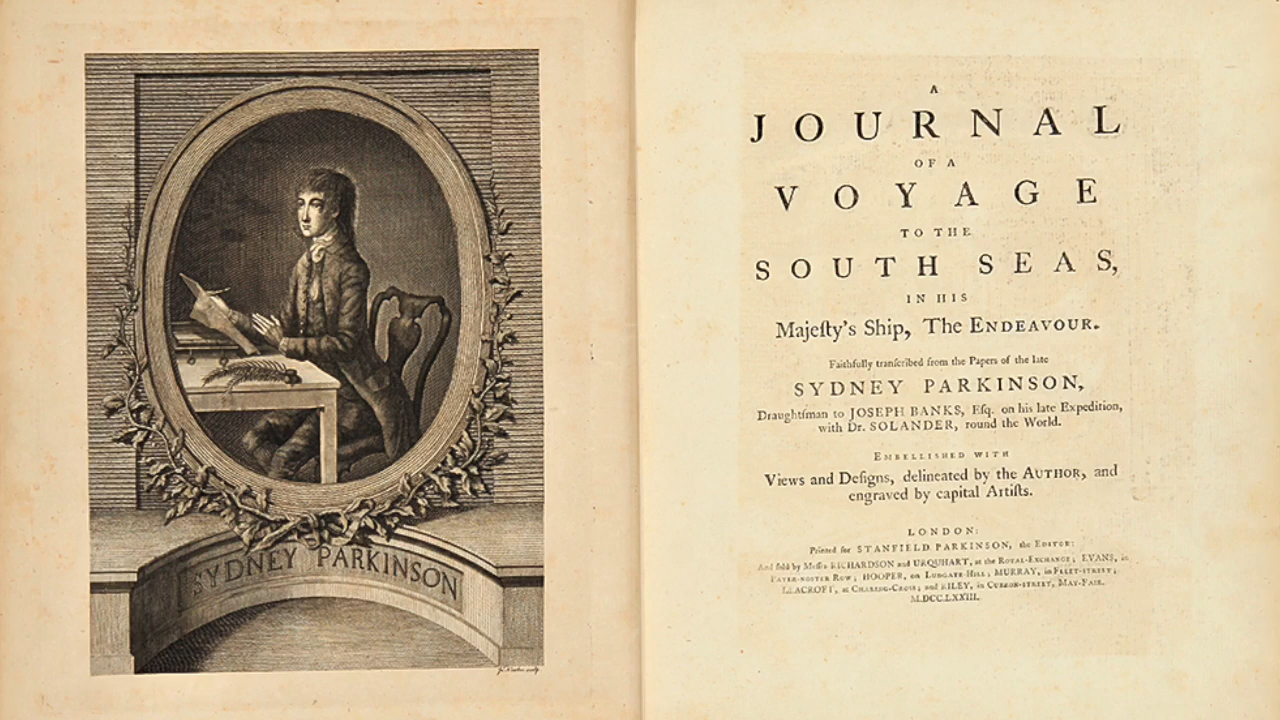 SYDNEY PARKINSON
A
JOURNAL
OF A
VOYAGE
TO THE
SOUTH SEAS,
IN HIS
Majeſty's Ship, The ENDEAVOUR.
Faithfully tranſcribed from the Papers of the late
SYDNEY PARKINSON,
Draughtſman to JOSEPH BANKS, Eſq. on his late Expedition,
with Dr. SOLANDER, round the World.
EMBELLISHED WITH
Views and Deſigns, delineated by the AUTHOR, and
engraved by capital Artiſts.
LONDON:
Printed for STANFIELD PARKINSON, the EDITOR:
And ſold by Meſſrs RICHARDSON and URQUHART, at the ROYAL-EXCHANGE; EVANS, in
PATER-NOSTER ROW; HOOPER, on LUDGATE-HILL; MURRAY, in FLEET-STREET;
LEACROFT, at CHARING-CROSS; and RILEY, in CURZON-STREET, MAY-FAIR.
M.DCC.LXXIII.